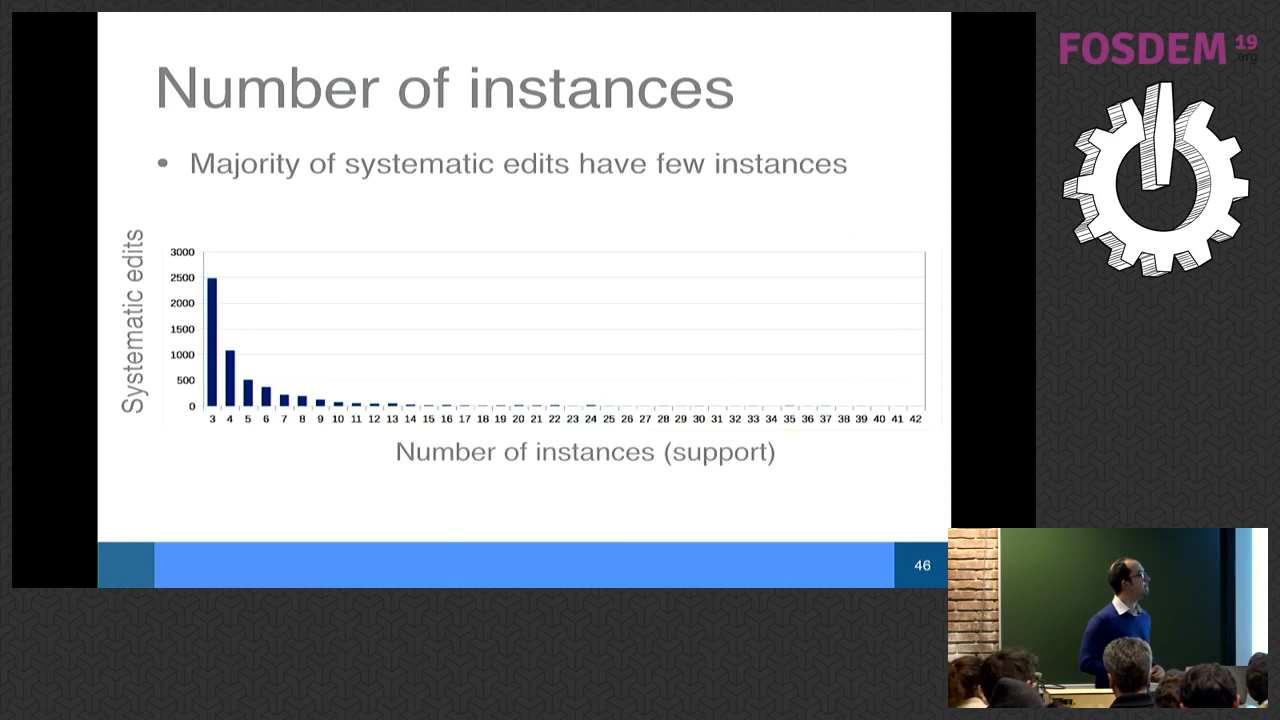 Number of instances
• Majority of systematic edits have few instances
Systematic edits
3000
2500
2000
1500
1000
500
0
3 4 5 6 7 8 9 10 11 12 13 14 15 16 17 18 19 20 21 22 23 24 25 26 27 28 29 30 31 32 33 34 35 36 37 38 39 40 41 42
Number of instances (support)
46
FOSDEM 19
.org